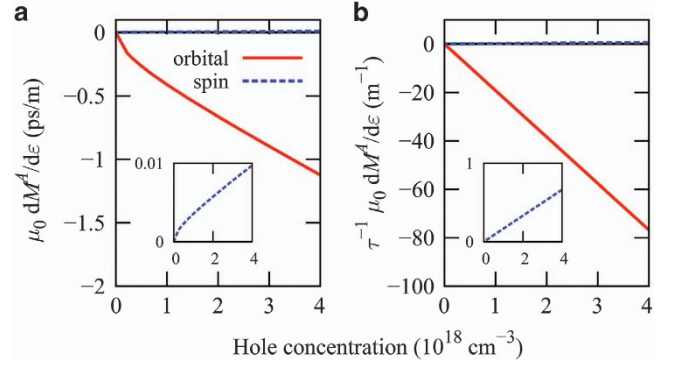 a
μ₀ dMᴬ/dε (ps/m)
0
−0.5
−1
−1.5
−2
orbital
spin
0.01
0
0 2 4
0 1 2 3 4
b
τ⁻¹ μ₀ dMᴬ/dε (m⁻¹)
0
−20
−40
−60
−80
−100
1
0
0 2 4
0 1 2 3 4
Hole concentration (10¹⁸ cm⁻³)